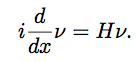 i d/dx ν = Hν.